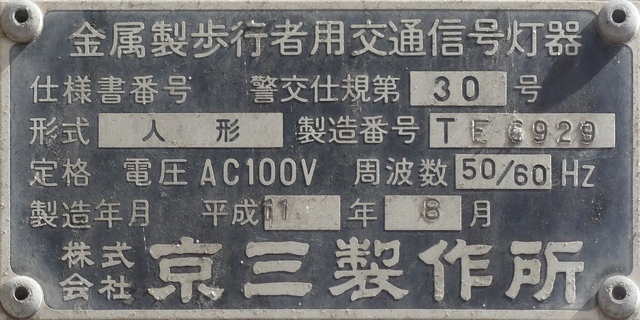 金属製歩行者用交通信号灯器
仕様書番号 警交仕規第 30 号
形式 人形 製造番号 TE6929
定格 電圧 AC100V 周波数 50/60 Hz
製造年月 平成 11 年 8 月
株式会社 京三製作所